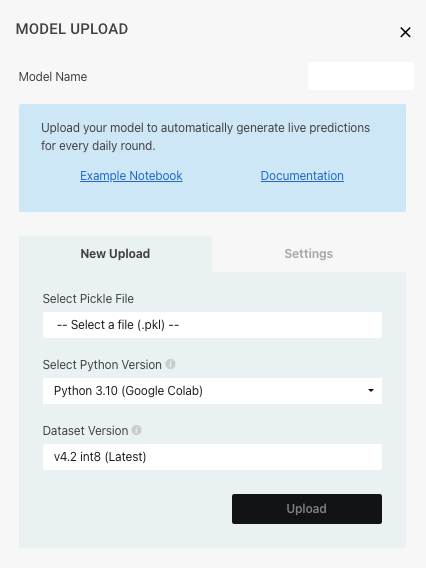 MODEL UPLOAD
Model Name
Upload your model to automatically generate live predictions
for every daily round.
Example Notebook
Documentation
New Upload
Settings
Select Pickle File
-- Select a file (.pkl) --
Select Python Version
Python 3.10 (Google Colab)
Dataset Version
v4.2 int8 (Latest)
Upload